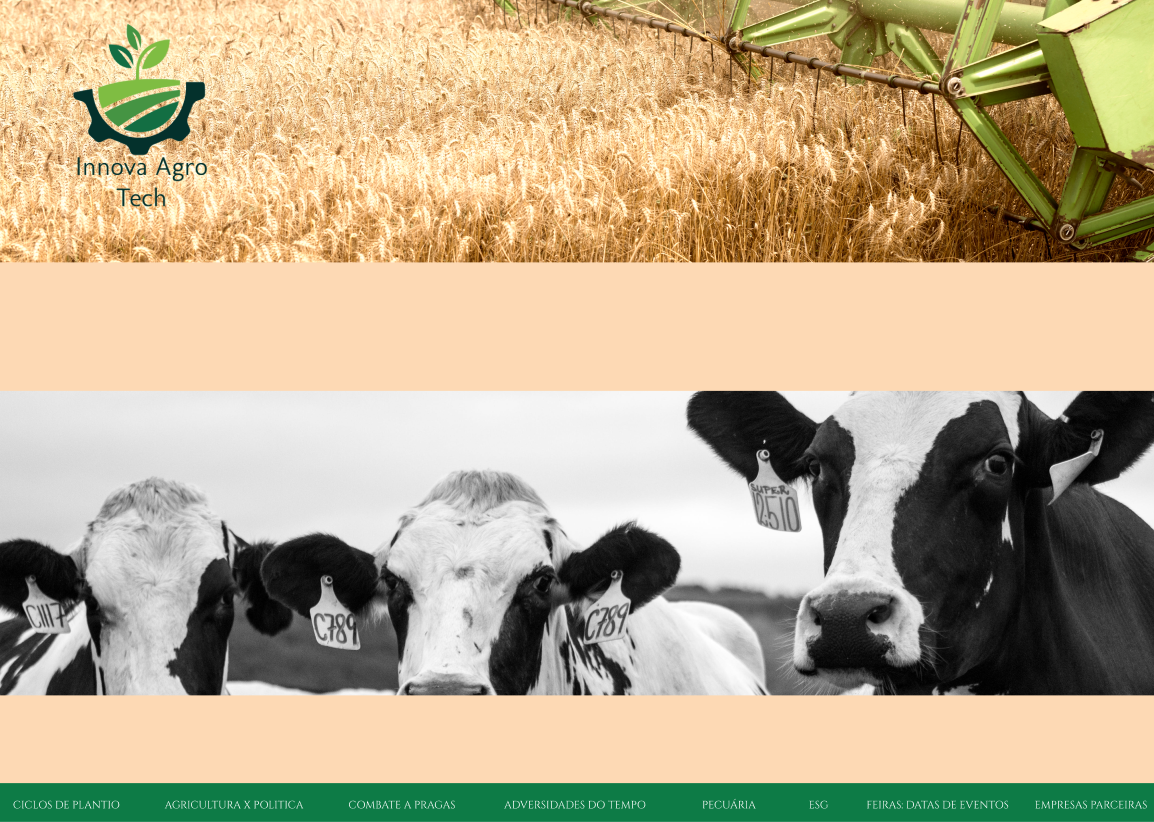 Innova Agro
Tech
SUPER
12510
C1117
C789
C789
CICLOS DE PLANTIO AGRICULTURA X POLITICA COMBATE A PRAGAS ADVERSIDADES DO TEMPO PECUÁRIA ESG FEIRAS: DATAS DE EVENTOS EMPRESAS PARCEIRAS